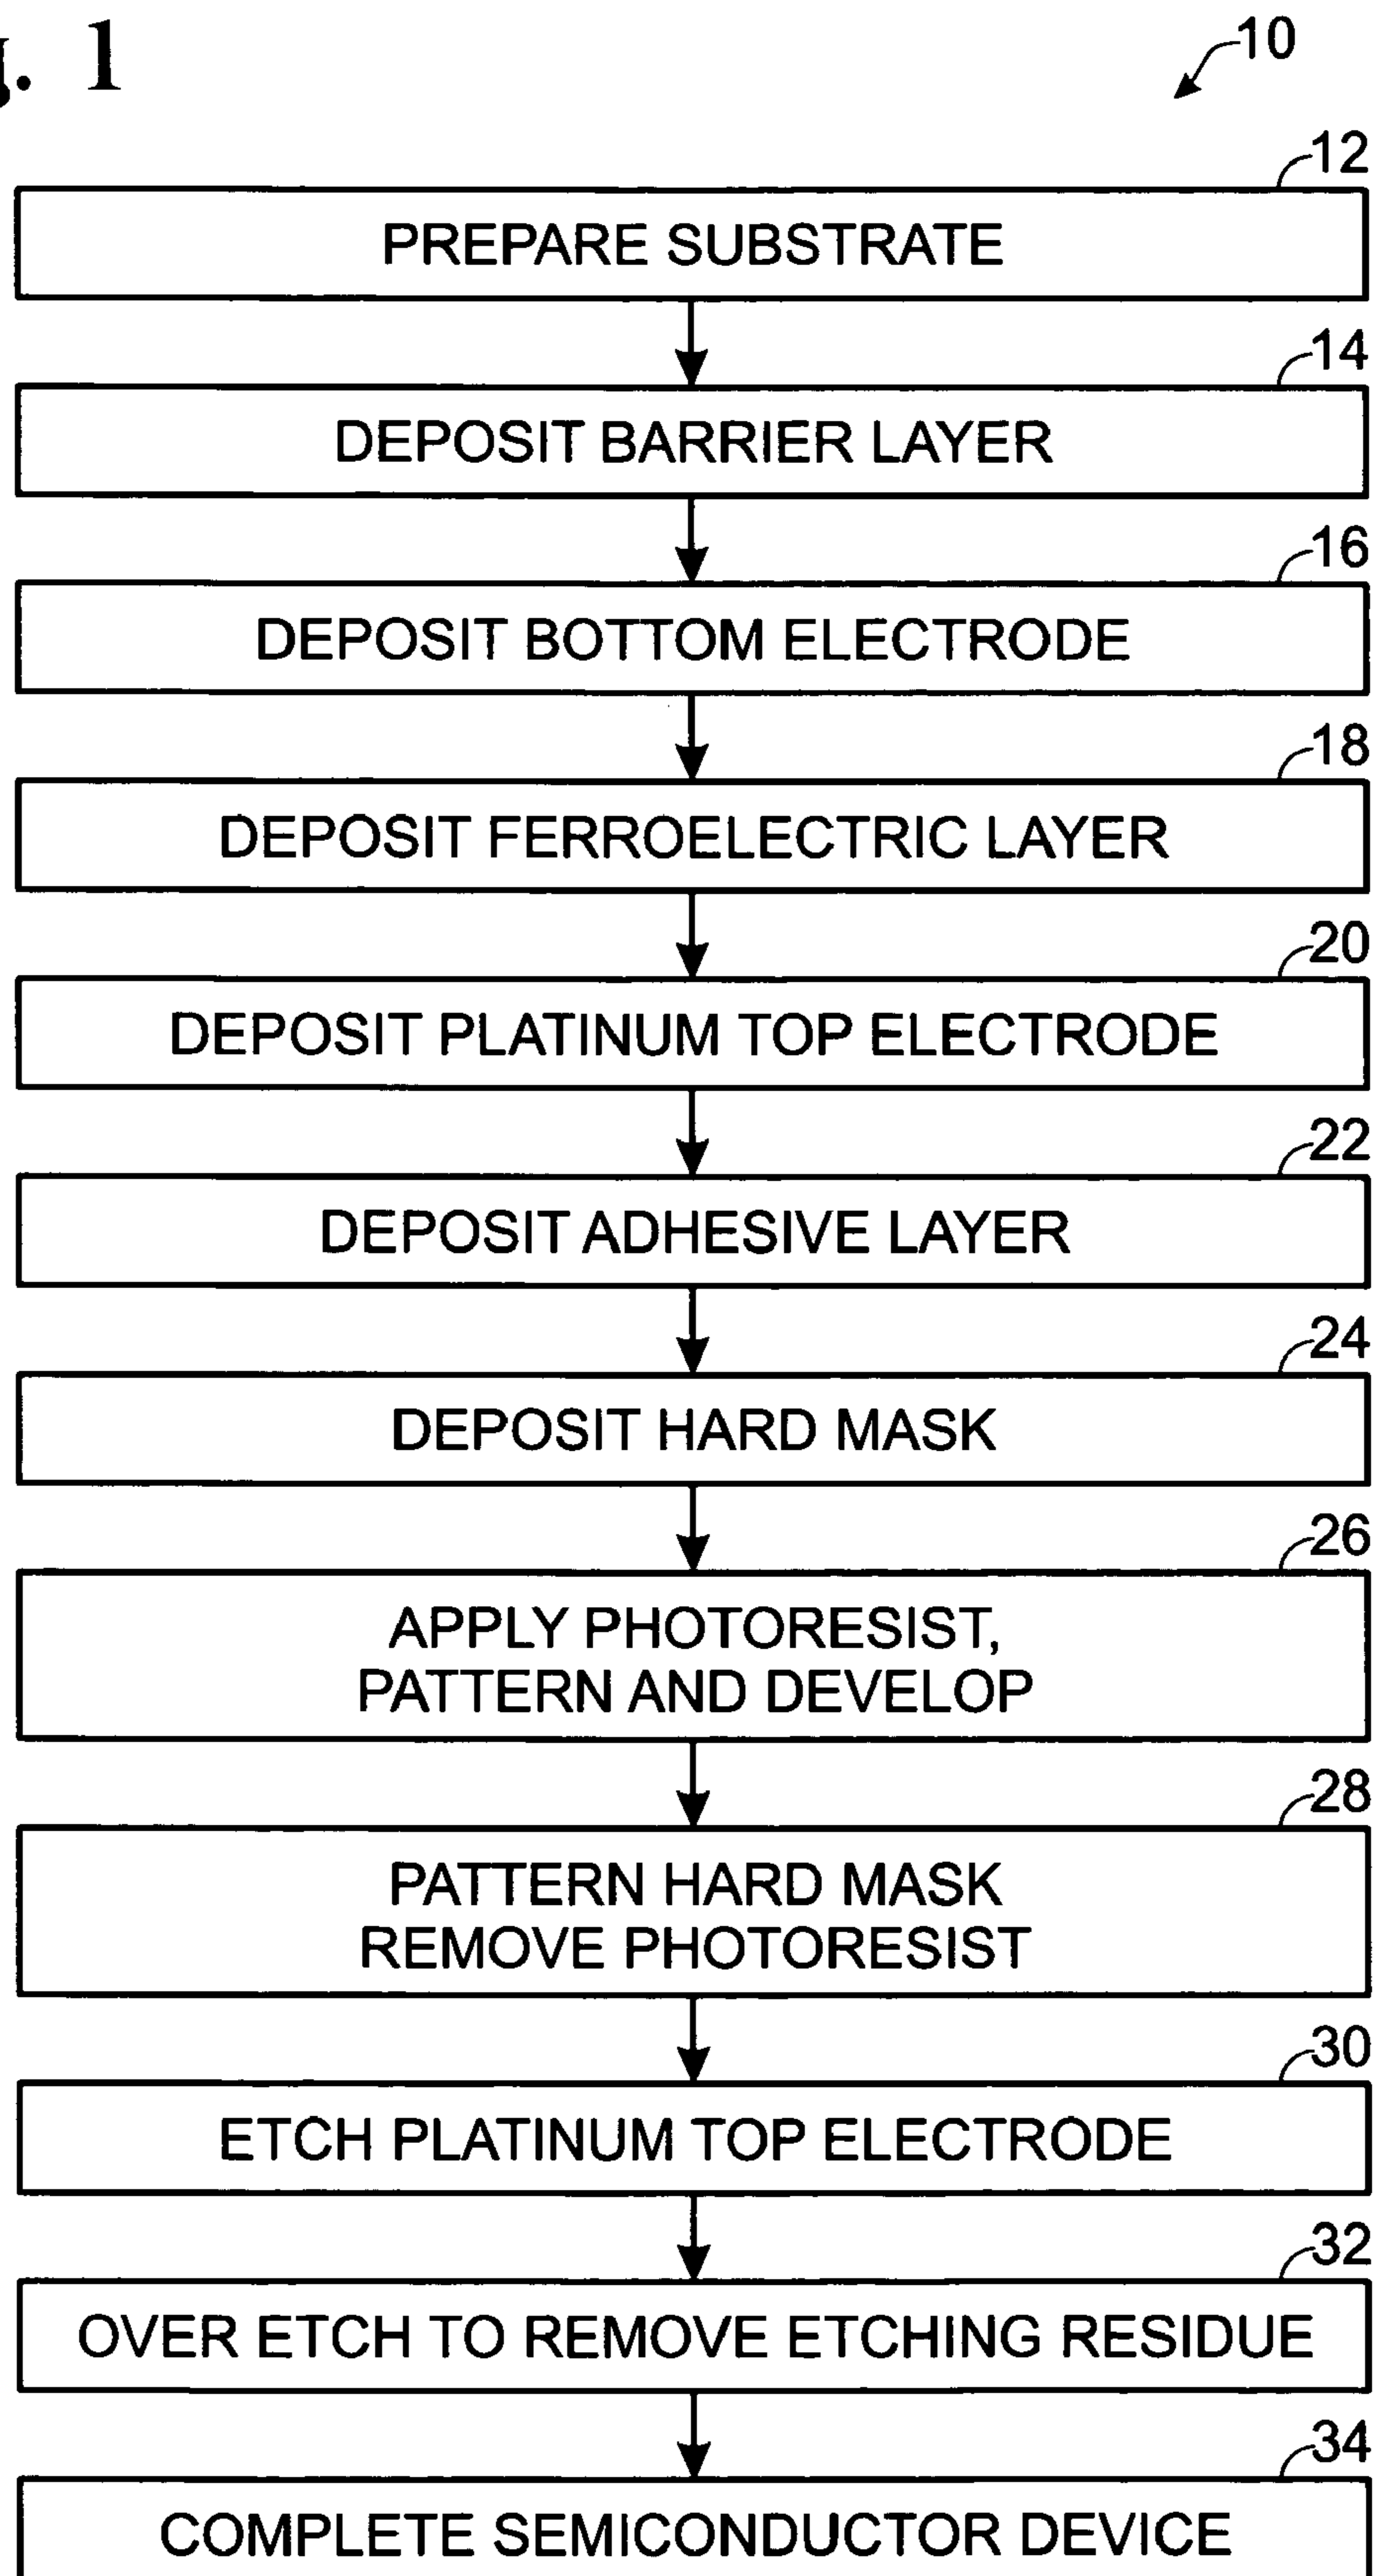 g. 1
10
12
PREPARE SUBSTRATE
14
DEPOSIT BARRIER LAYER
16
DEPOSIT BOTTOM ELECTRODE
18
DEPOSIT FERROELECTRIC LAYER
20
DEPOSIT PLATINUM TOP ELECTRODE
22
DEPOSIT ADHESIVE LAYER
24
DEPOSIT HARD MASK
26
APPLY PHOTORESIST,
PATTERN AND DEVELOP
28
PATTERN HARD MASK
REMOVE PHOTORESIST
30
ETCH PLATINUM TOP ELECTRODE
32
OVER ETCH TO REMOVE ETCHING RESIDUE
34
COMPLETE SEMICONDUCTOR DEVICE